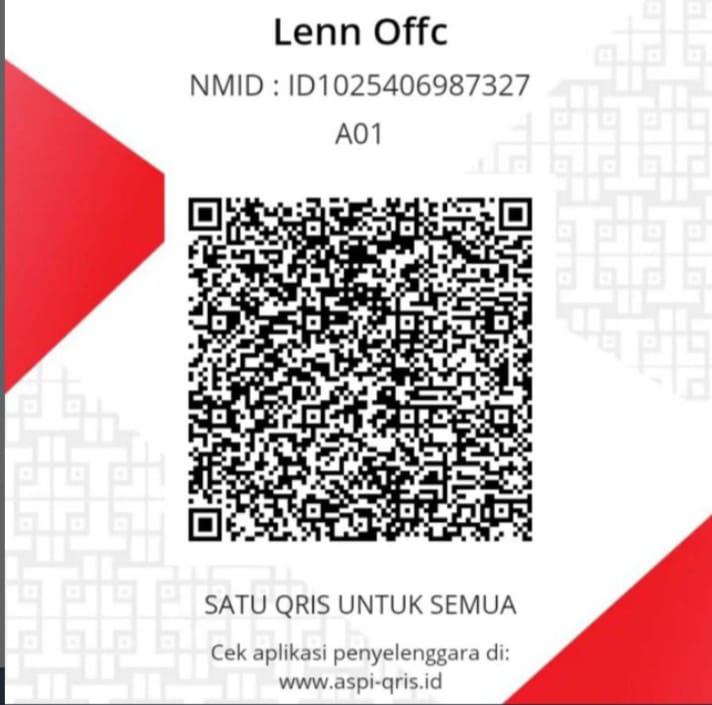 Lenn Offc
NMID : ID1025406987327
A01
SATU QRIS UNTUK SEMUA
Cek aplikasi penyelenggara di:
www.aspi-qris.id